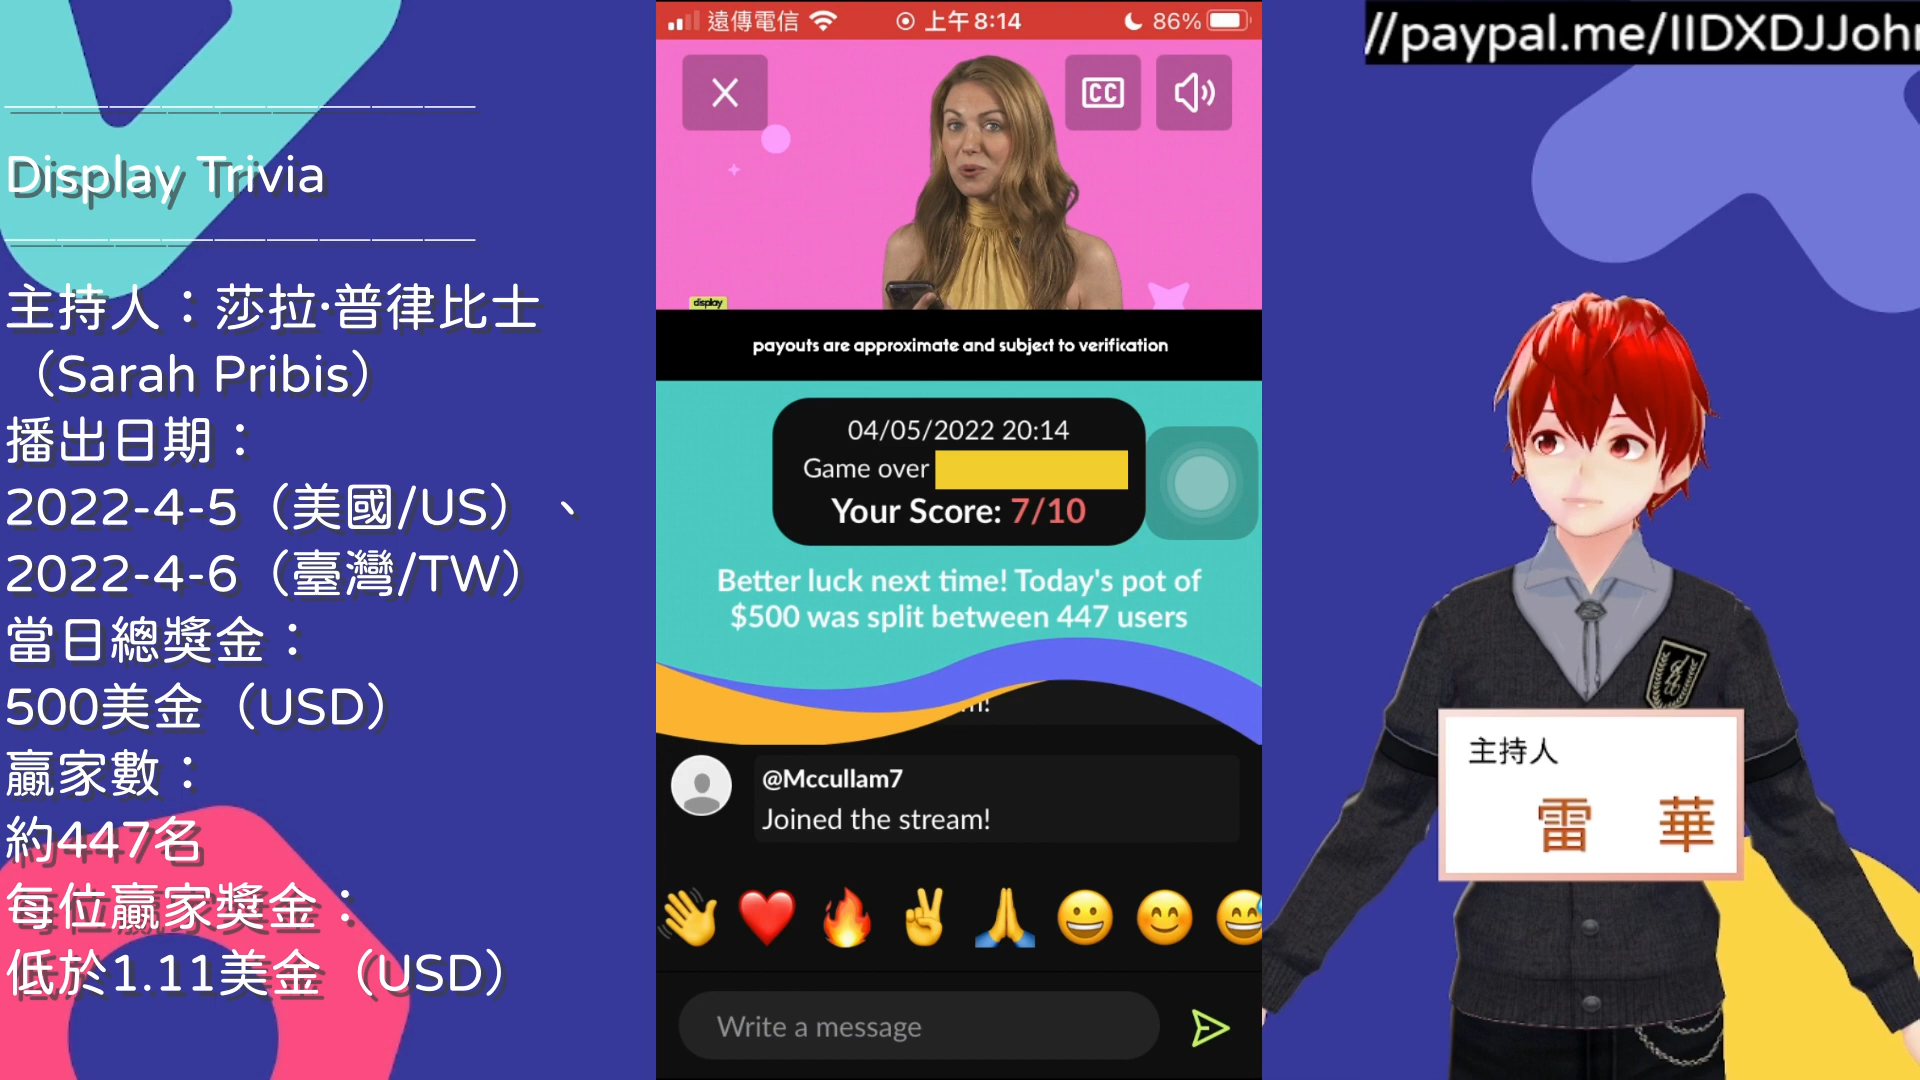 Display Trivia
主持人：莎拉·普律比士
（Sarah Pribis）
播出日期：
2022-4-5（美國/US）、
2022-4-6（臺灣/TW）
當日總獎金：
500美金（USD）
贏家數：
約447名
每位贏家獎金：
低於1.11美金（USD）
遠傳電信
上午8:14
86%
CC
display
payouts are approximate and subject to verification
04/05/2022 20:14
Game over
Your Score: 7/10
Better luck next time! Today's pot of
$500 was split between 447 users
@Mccullam7
Joined the stream!
Write a message
//paypal.me/IIDXDJJohn
主持人
雷 華